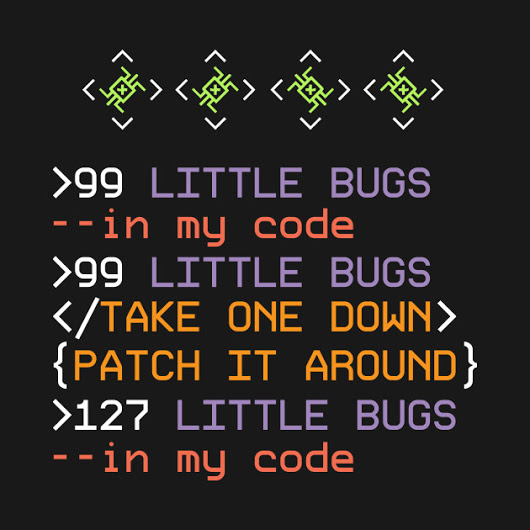 >99 LITTLE BUGS
--in my code
>99 LITTLE BUGS
</TAKE ONE DOWN>
{PATCH IT AROUND}
>127 LITTLE BUGS
--in my code